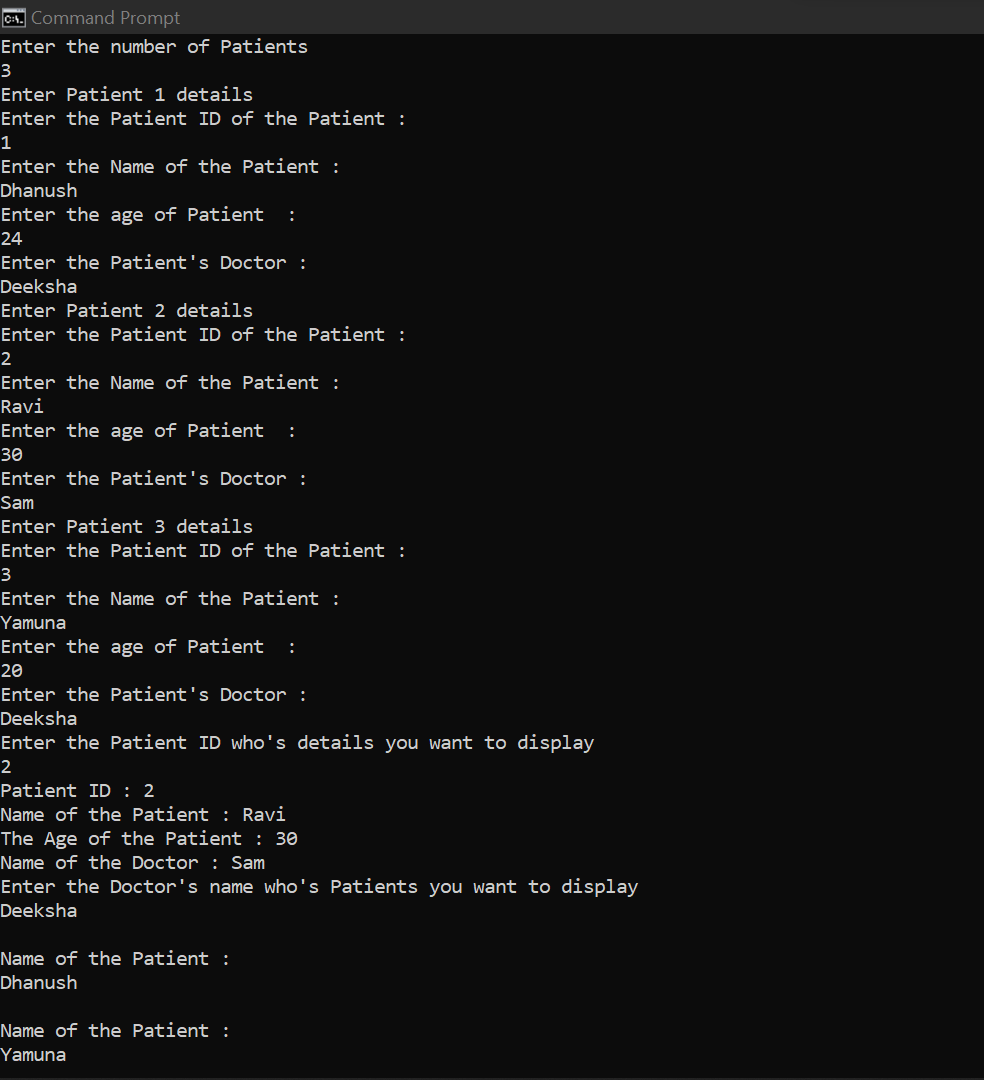 Command Prompt
Enter the number of Patients
3
Enter Patient 1 details
Enter the Patient ID of the Patient :
1
Enter the Name of the Patient :
Dhanush
Enter the age of Patient  :
24
Enter the Patient's Doctor :
Deeksha
Enter Patient 2 details
Enter the Patient ID of the Patient :
2
Enter the Name of the Patient :
Ravi
Enter the age of Patient  :
30
Enter the Patient's Doctor :
Sam
Enter Patient 3 details
Enter the Patient ID of the Patient :
3
Enter the Name of the Patient :
Yamuna
Enter the age of Patient  :
20
Enter the Patient's Doctor :
Deeksha
Enter the Patient ID who's details you want to display
2
Patient ID : 2
Name of the Patient : Ravi
The Age of the Patient : 30
Name of the Doctor : Sam
Enter the Doctor's name who's Patients you want to display
Deeksha

Name of the Patient :
Dhanush

Name of the Patient :
Yamuna